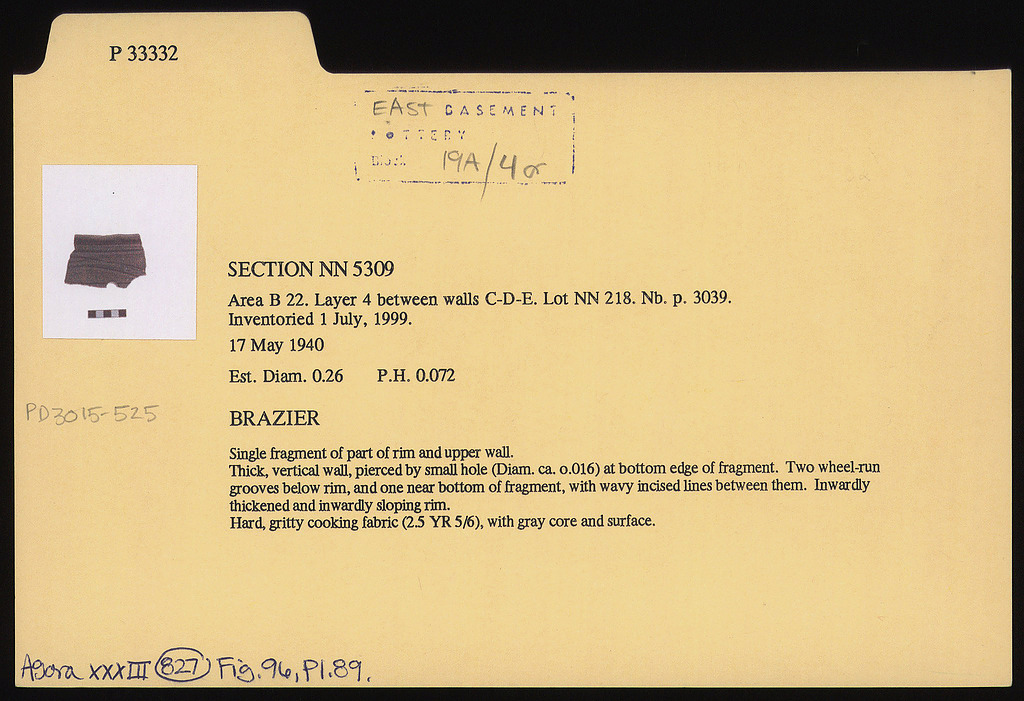 P 33332
EAST BASEMENT
POTTERY
19A/4
SECTION NN 5309
Area B 22. Layer 4 between walls C-D-E. Lot NN 218. Nb. p. 3039.
Inventoried 1 July, 1999.
17 May 1940
Est. Diam. 0.26 P.H. 0.072
PD3015-525
BRAZIER
Single fragment of part of rim and upper wall.
Thick, vertical wall, pierced by small hole (Diam. ca. o.016) at bottom edge of fragment. Two wheel-run
grooves below rim, and one near bottom of fragment, with wavy incised lines between them. Inwardly
thickened and inwardly sloping rim.
Hard, gritty cooking fabric (2.5 YR 5/6), with gray core and surface.
Agora XXXIII 827 Fig. 96, Pl. 89.